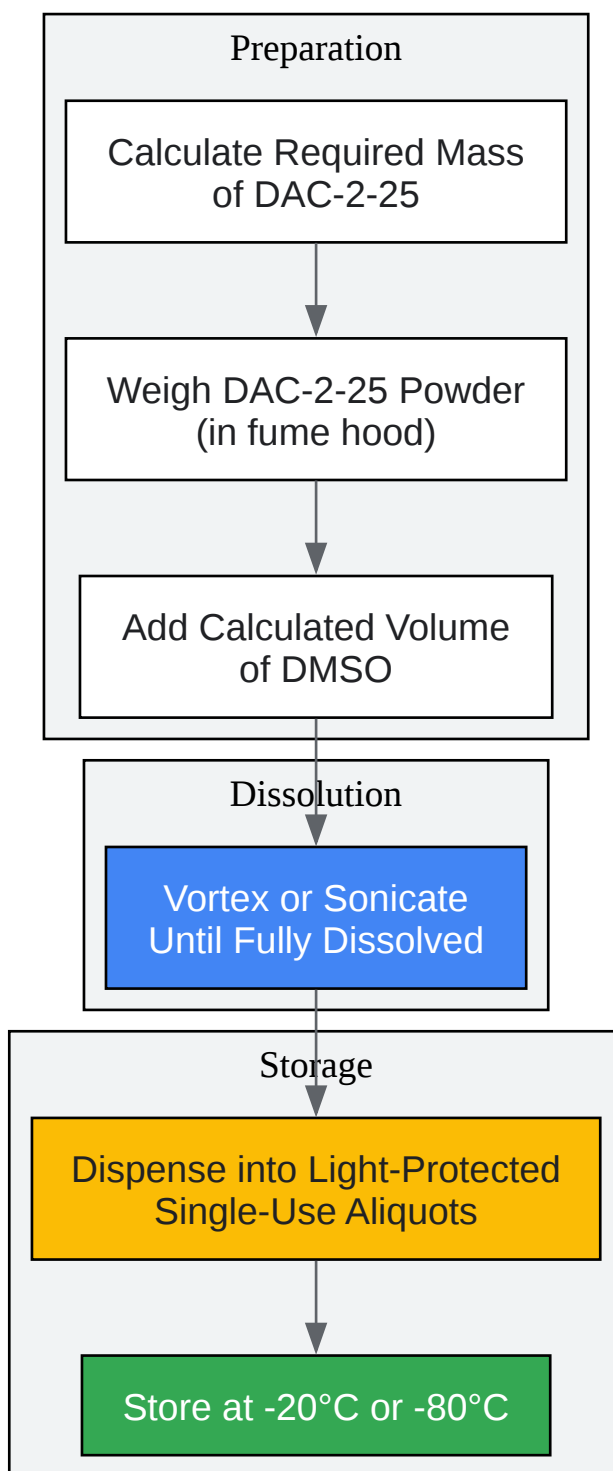 Preparation
Calculate Required Mass
of DAC-2-25
Weigh DAC-2-25 Powder
(in fume hood)
Add Calculated Volume
of DMSO
Dissolution
Vortex or Sonicate
Until Fully Dissolved
Storage
Dispense into Light-Protected
Single-Use Aliquots
Store at -20°C or -80°C